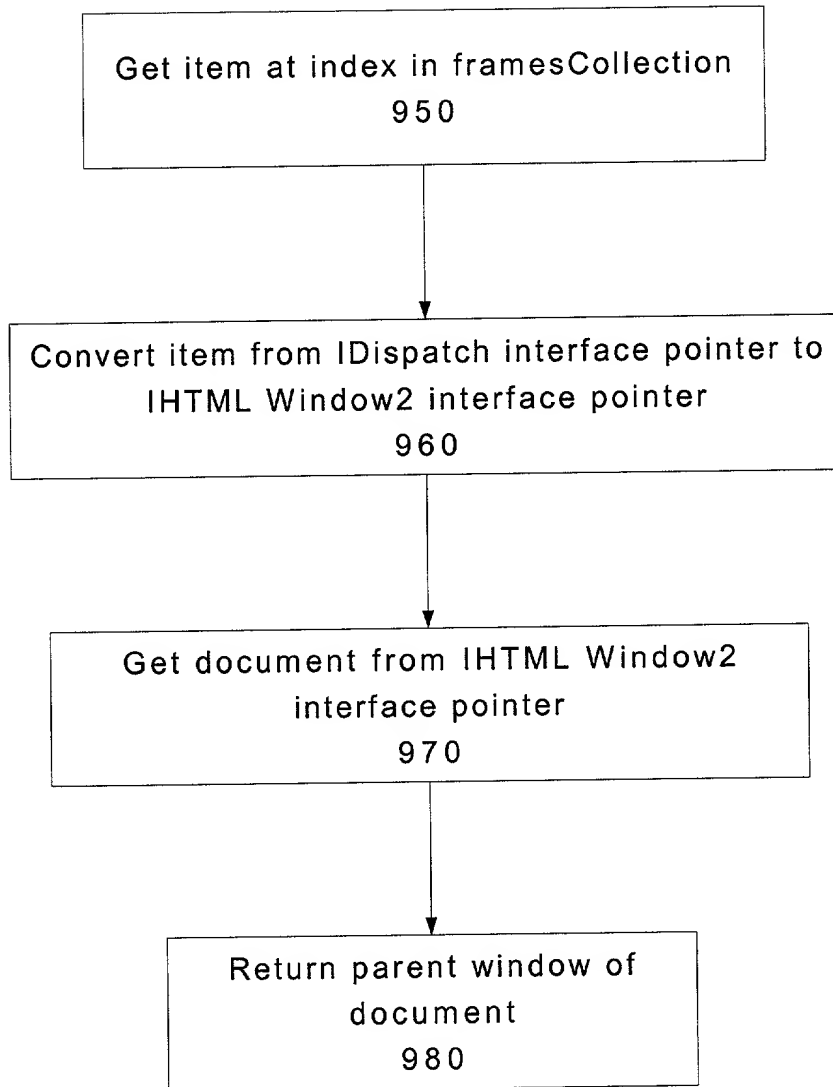 Get item at index in framesCollection
950
Convert item from IDispatch interface pointer to
IHTML Window2 interface pointer
960
Get document from IHTML Window2
interface pointer
970
Return parent window of
document
980